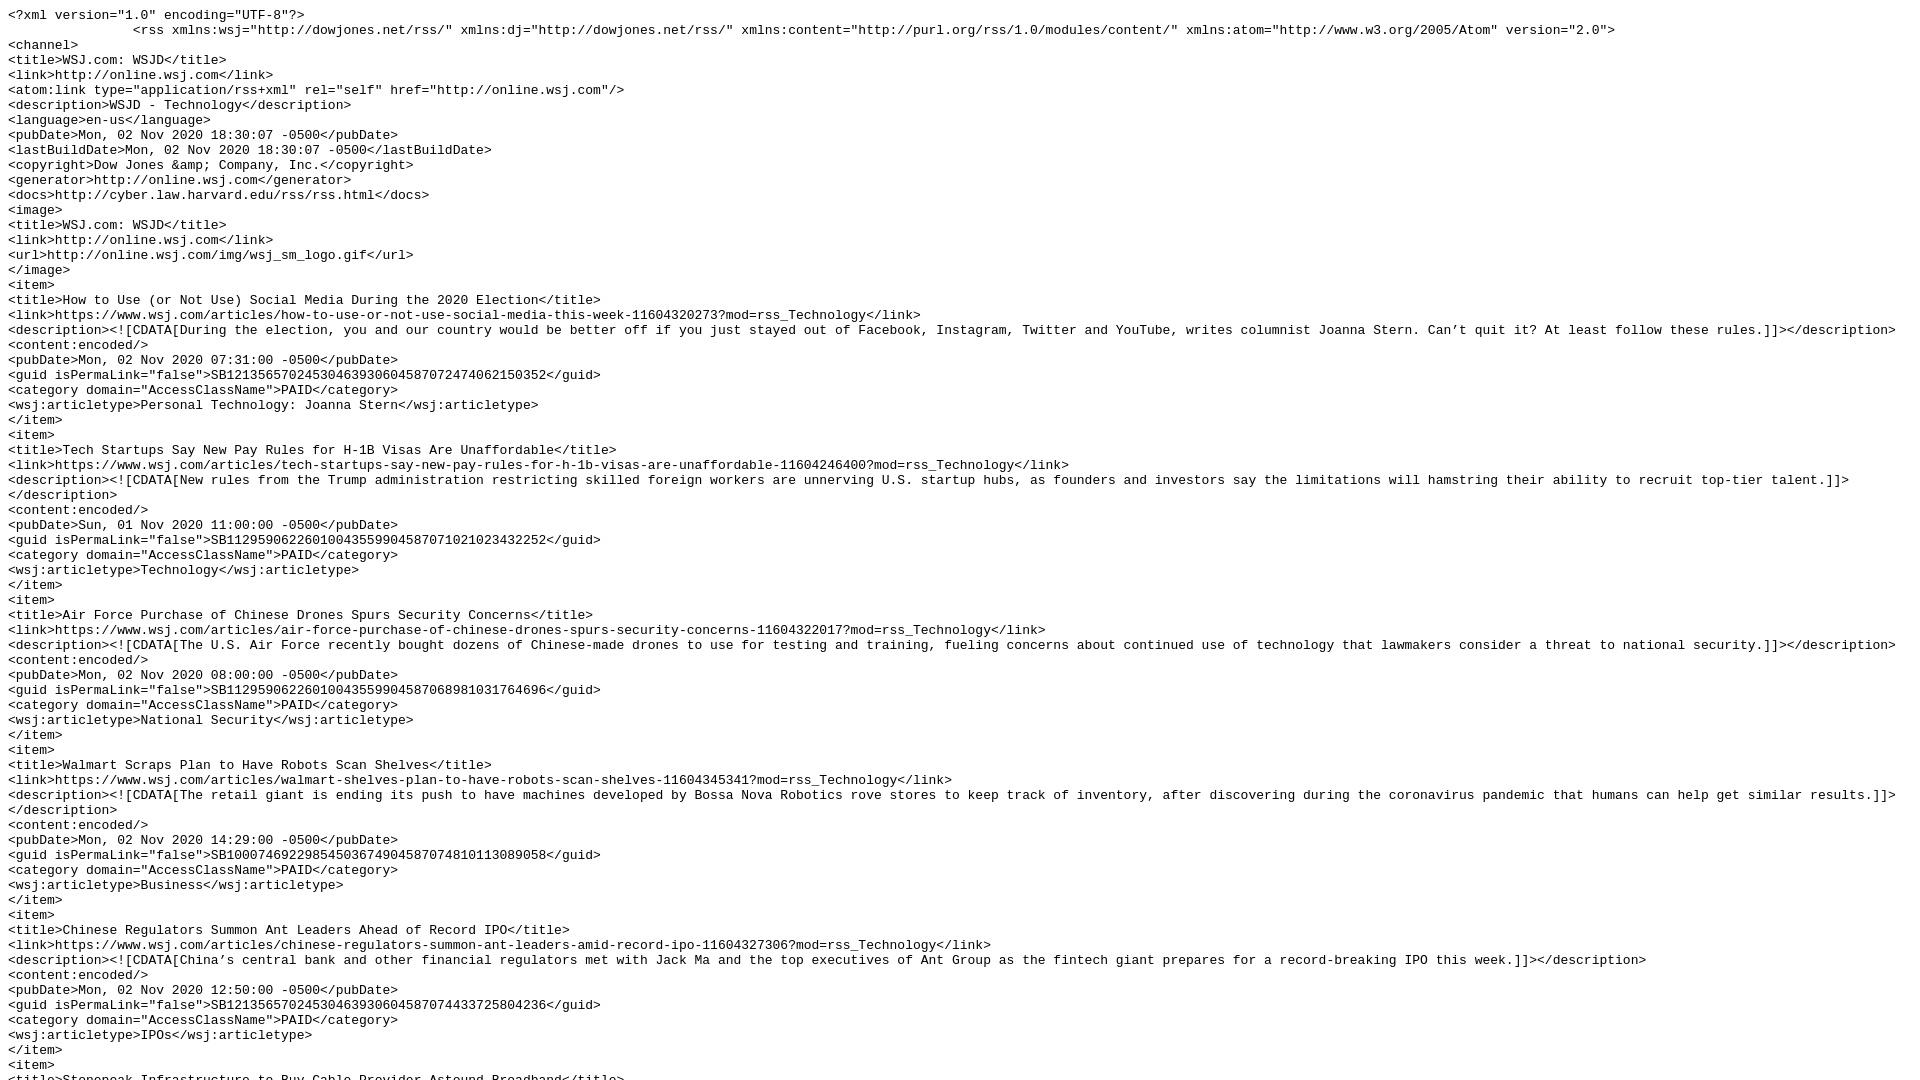 <?xml version="1.0" encoding="UTF-8"?>
<rss xmlns:wsj="http://dowjones.net/rss/" xmlns:dj="http://dowjones.net/rss/" xmlns:content="http://purl.org/rss/1.0/modules/content/" xmlns:atom="http://www.w3.org/2005/Atom" version="2.0">
<channel>
<title>WSJ.com: WSJD</title>
<link>http://online.wsj.com</link>
<atom:link type="application/rss+xml" rel="self" href="http://online.wsj.com"/>
<description>WSJD - Technology</description>
<language>en-us</language>
<pubDate>Mon, 02 Nov 2020 18:30:07 -0500</pubDate>
<lastBuildDate>Mon, 02 Nov 2020 18:30:07 -0500</lastBuildDate>
<copyright>Dow Jones &amp; Company, Inc.</copyright>
<generator>http://online.wsj.com</generator>
<docs>http://cyber.law.harvard.edu/rss/rss.html</docs>
<image>
<title>WSJ.com: WSJD</title>
<link>http://online.wsj.com</link>
<url>http://online.wsj.com/img/wsj_sm_logo.gif</url>
</image>
<item>
<title>How to Use (or Not Use) Social Media During the 2020 Election</title>
<link>https://www.wsj.com/articles/how-to-use-or-not-use-social-media-this-week-11604320273?mod=rss_Technology</link>
<description><![CDATA[During the election, you and our country would be better off if you just stayed out of Facebook, Instagram, Twitter and YouTube, writes columnist Joanna Stern. Can’t quit it? At least follow these rules.]]></description>
<content:encoded/>
<pubDate>Mon, 02 Nov 2020 07:31:00 -0500</pubDate>
<guid isPermaLink="false">SB12135657024530463930604587072474062150352</guid>
<category domain="AccessClassName">PAID</category>
<wsj:articletype>Personal Technology: Joanna Stern</wsj:articletype>
</item>
<item>
<title>Tech Startups Say New Pay Rules for H-1B Visas Are Unaffordable</title>
<link>https://www.wsj.com/articles/tech-startups-say-new-pay-rules-for-h-1b-visas-are-unaffordable-11604246400?mod=rss_Technology</link>
<description><![CDATA[New rules from the Trump administration restricting skilled foreign workers are unnerving U.S. startup hubs, as founders and investors say the limitations will hamstring their ability to recruit top-tier talent.]]>
</description>
<content:encoded/>
<pubDate>Sun, 01 Nov 2020 11:00:00 -0500</pubDate>
<guid isPermaLink="false">SB11295906226010043559904587071021023432252</guid>
<category domain="AccessClassName">PAID</category>
<wsj:articletype>Technology</wsj:articletype>
</item>
<item>
<title>Air Force Purchase of Chinese Drones Spurs Security Concerns</title>
<link>https://www.wsj.com/articles/air-force-purchase-of-chinese-drones-spurs-security-concerns-11604322017?mod=rss_Technology</link>
<description><![CDATA[The U.S. Air Force recently bought dozens of Chinese-made drones to use for testing and training, fueling concerns about continued use of technology that lawmakers consider a threat to national security.]]></description>
<content:encoded/>
<pubDate>Mon, 02 Nov 2020 08:00:00 -0500</pubDate>
<guid isPermaLink="false">SB11295906226010043559904587068981031764696</guid>
<category domain="AccessClassName">PAID</category>
<wsj:articletype>National Security</wsj:articletype>
</item>
<item>
<title>Walmart Scraps Plan to Have Robots Scan Shelves</title>
<link>https://www.wsj.com/articles/walmart-shelves-plan-to-have-robots-scan-shelves-11604345341?mod=rss_Technology</link>
<description><![CDATA[The retail giant is ending its push to have machines developed by Bossa Nova Robotics rove stores to keep track of inventory, after discovering during the coronavirus pandemic that humans can help get similar results.]]>
</description>
<content:encoded/>
<pubDate>Mon, 02 Nov 2020 14:29:00 -0500</pubDate>
<guid isPermaLink="false">SB10007469229854503674904587074810113089058</guid>
<category domain="AccessClassName">PAID</category>
<wsj:articletype>Business</wsj:articletype>
</item>
<item>
<title>Chinese Regulators Summon Ant Leaders Ahead of Record IPO</title>
<link>https://www.wsj.com/articles/chinese-regulators-summon-ant-leaders-amid-record-ipo-11604327306?mod=rss_Technology</link>
<description><![CDATA[China’s central bank and other financial regulators met with Jack Ma and the top executives of Ant Group as the fintech giant prepares for a record-breaking IPO this week.]]></description>
<content:encoded/>
<pubDate>Mon, 02 Nov 2020 12:50:00 -0500</pubDate>
<guid isPermaLink="false">SB12135657024530463930604587074433725804236</guid>
<category domain="AccessClassName">PAID</category>
<wsj:articletype>IPOs</wsj:articletype>
</item>
<item>
<title>Stonepeak Infrastructure to Buy Cable Provider Astound Broadband</title>